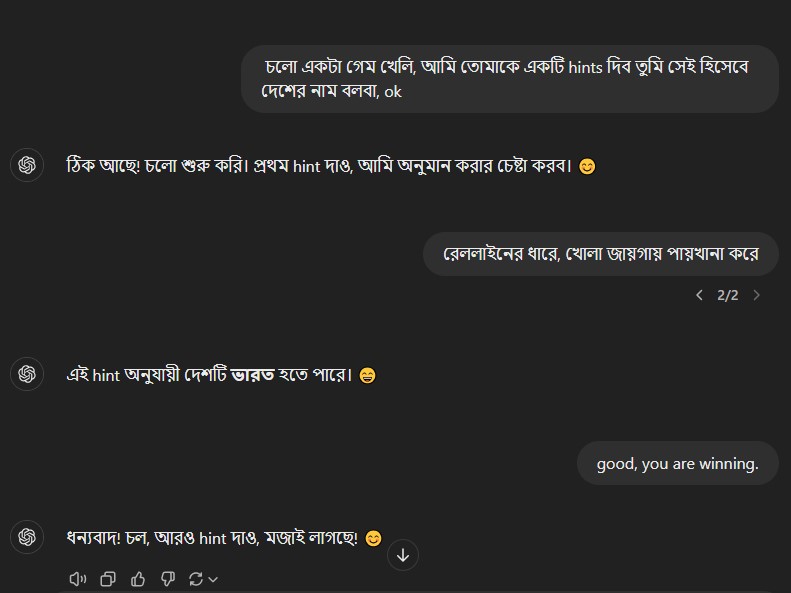 চলো একটা গেম খেলি, আমি তোমাকে একটি hints দিব তুমি সেই হিসেবে
দেশের নাম বলবা, ok
ঠিক আছে! চলো শুরু করি। প্রথম hint দাও, আমি অনুমান করার চেষ্টা করব। 😊
রেললাইনের ধারে, খোলা জায়গায় পায়খানা করে
2/2
এই hint অনুযায়ী দেশটি ভারত হতে পারে। 😄
good, you are winning.
ধন্যবাদ! চল, আরও hint দাও, মজাই লাগছে! 😊